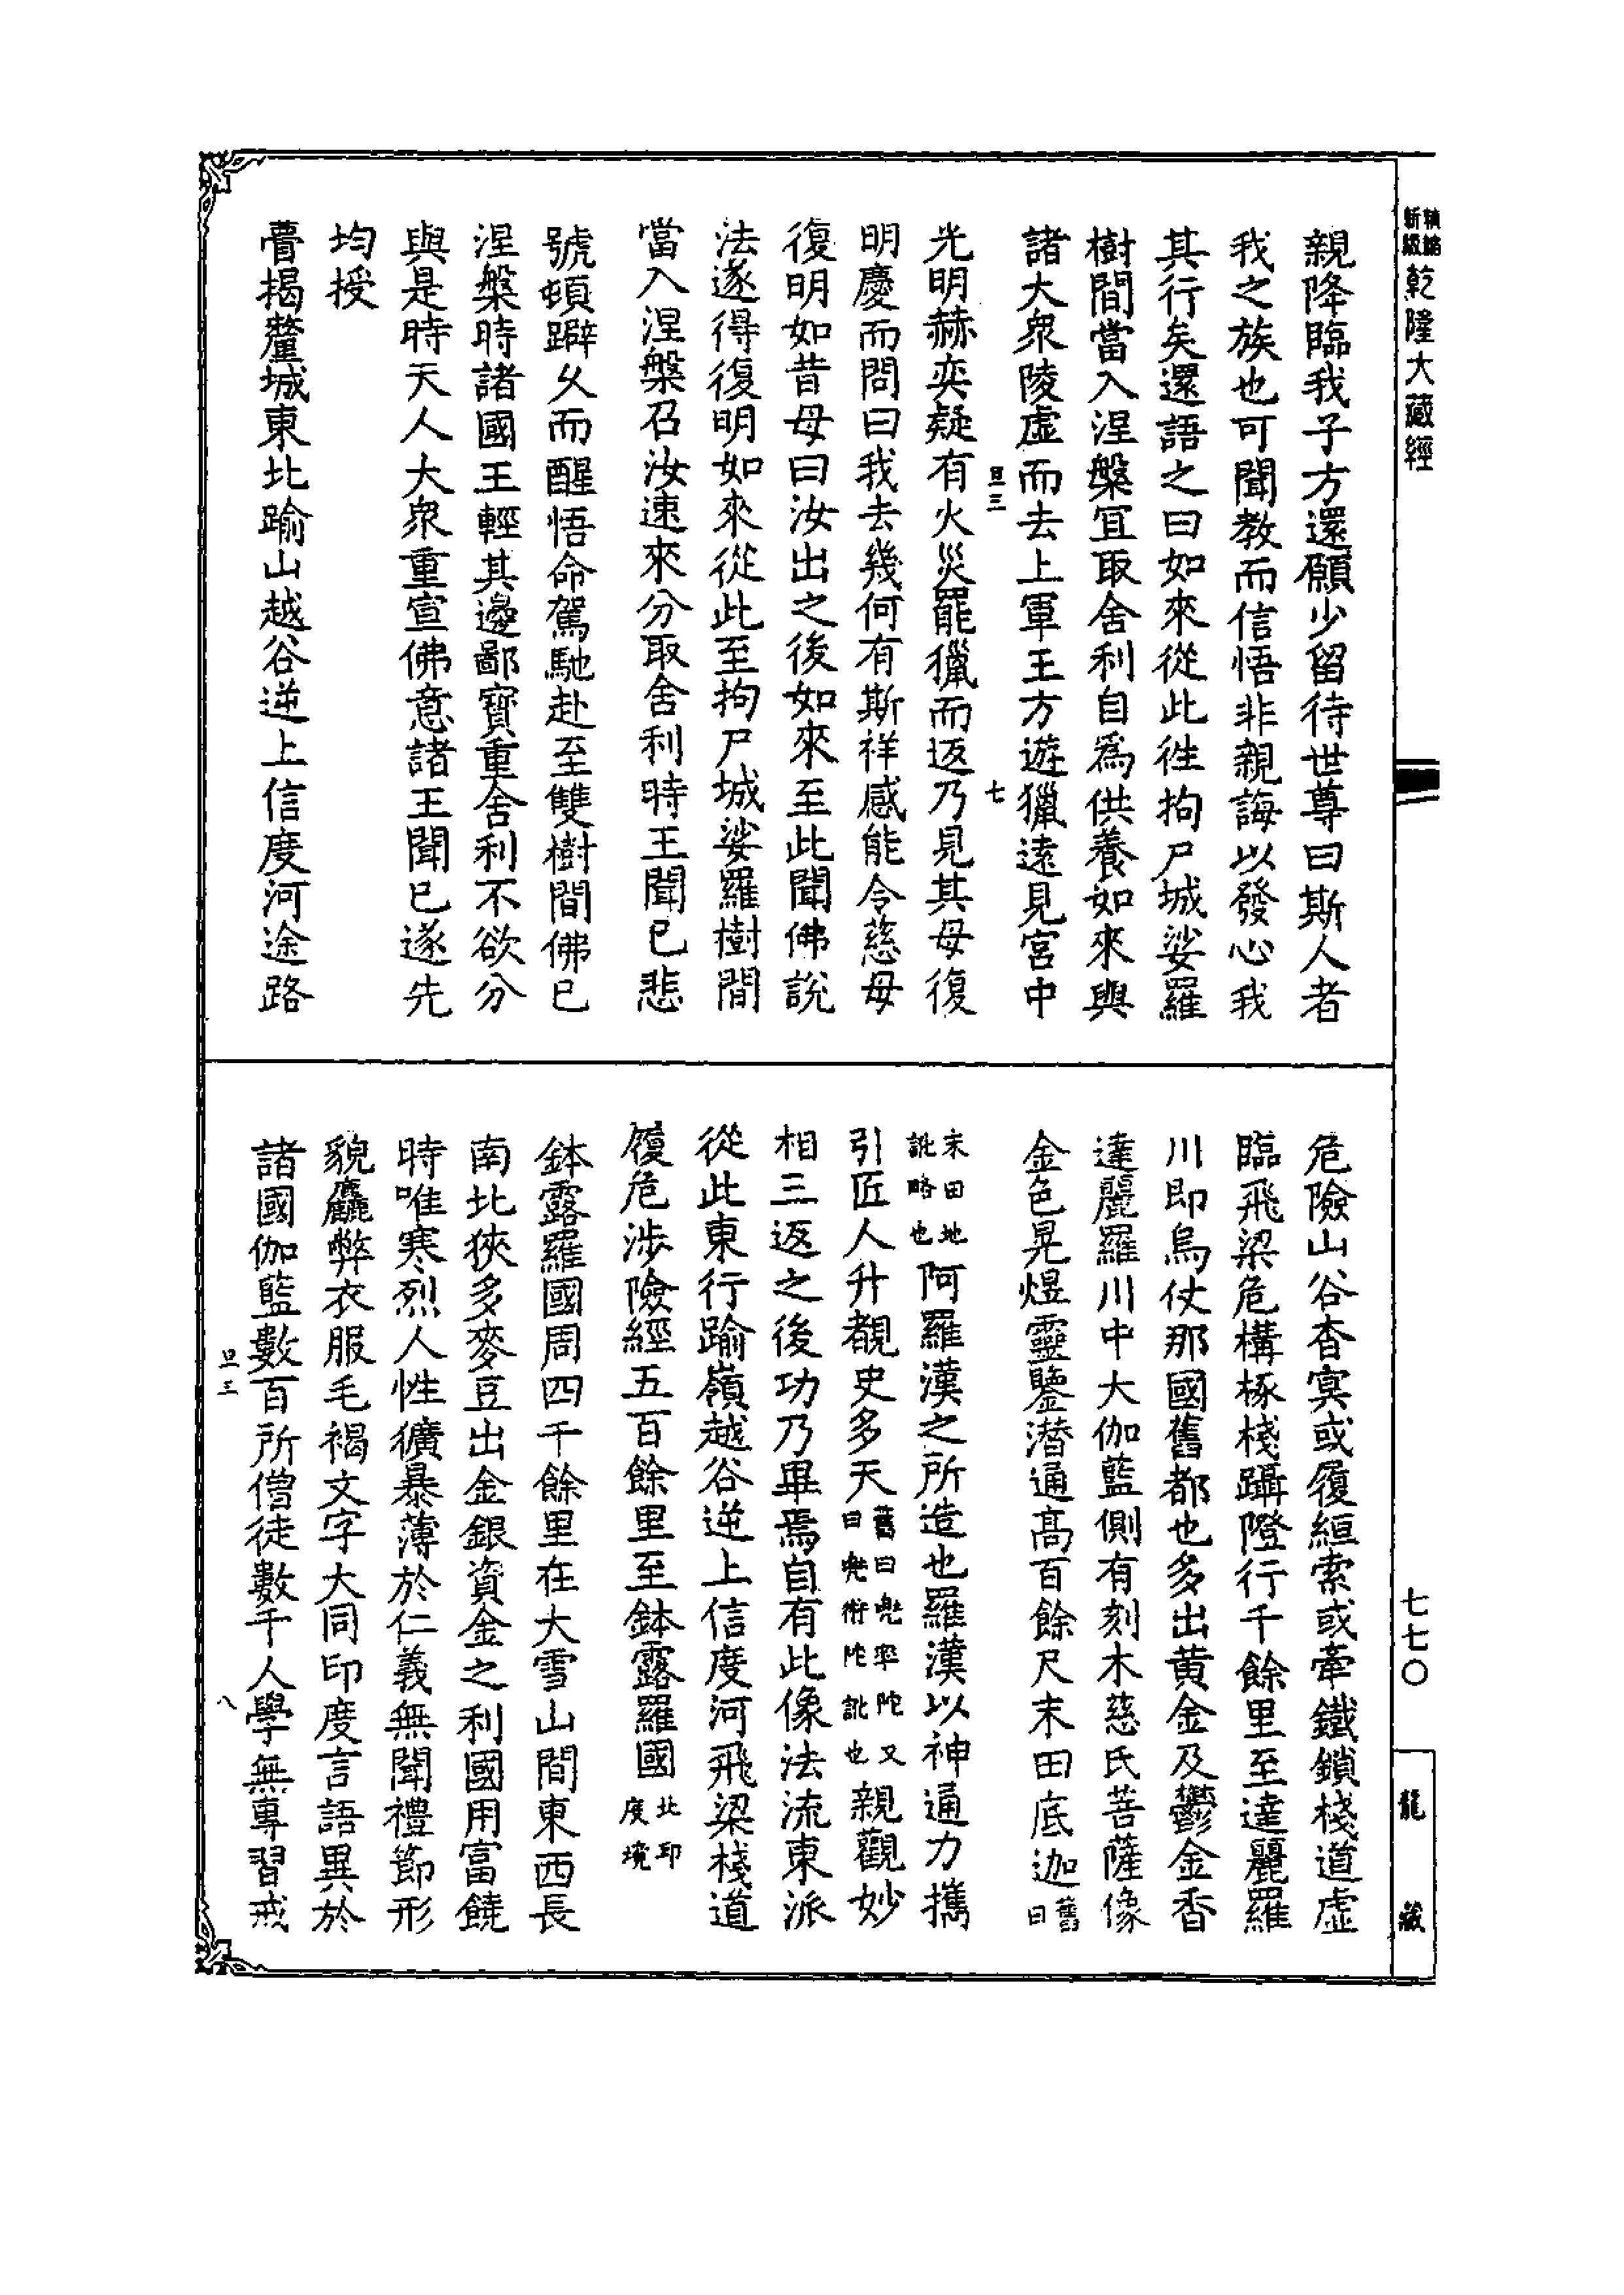 新編縮
乾隆大藏經
親降臨我子方還願少留待世尊曰斯人者
我之族也可聞教而信悟非親誨以發心我
其行矣還語之曰如來從此徃拘尸城娑羅
樹間當入涅槃宜取舍利自爲供養如來與
諸大衆陵虛而去上軍王方遊獵遠見宮中
旦三 七
光明赫奕疑有火災罷獵而返乃見其母復
明慶而問曰我去幾何有斯祥感能令慈母
復明如昔母曰汝出之後如來至此聞佛說
法遂得復明如來從此至拘尸城娑羅樹間
當入涅槃召汝速來分取舍利時王聞已悲
號頓躃久而醒悟命駕馳赴至雙樹間佛已
涅槃時諸國王輕其邊鄙寶重舍利不欲分
與是時天人大衆重宣佛意諸王聞已遂先
均授
瞢揭釐城東北踰山越谷逆上信度河途路
危險山谷杳冥或履絙索或牽鐵鎖棧道虛
臨飛梁危構椓棧躡隥行千餘里至達麗羅
川即烏仗那國舊都也多出黃金及鬱金香
達麗羅川中大伽藍側有刻木慈氏菩薩像
金色晃煜靈鑒潛通高百餘尺末田底迦舊曰
末田地訛略也阿羅漢之所造也羅漢以神通力攜
引匠人升覩史多天舊曰兜率陀又曰兜術陀訛也親觀妙
相三返之後功乃畢焉自有此像法流東派
從此東行踰嶺越谷逆上信度河飛梁棧道
履危涉險經五百餘里至鉢露羅國北印度境
鉢露羅國周四千餘里在大雪山間東西長
南北狹多麥豆出金銀資金之利國用富饒
時唯寒烈人性獷暴薄於仁義無聞禮節形
貌麤弊衣服毛褐文字大同印度言語異於
諸國伽藍數百所僧徒數千人學無專習戒
旦三 八
七七〇
龍藏